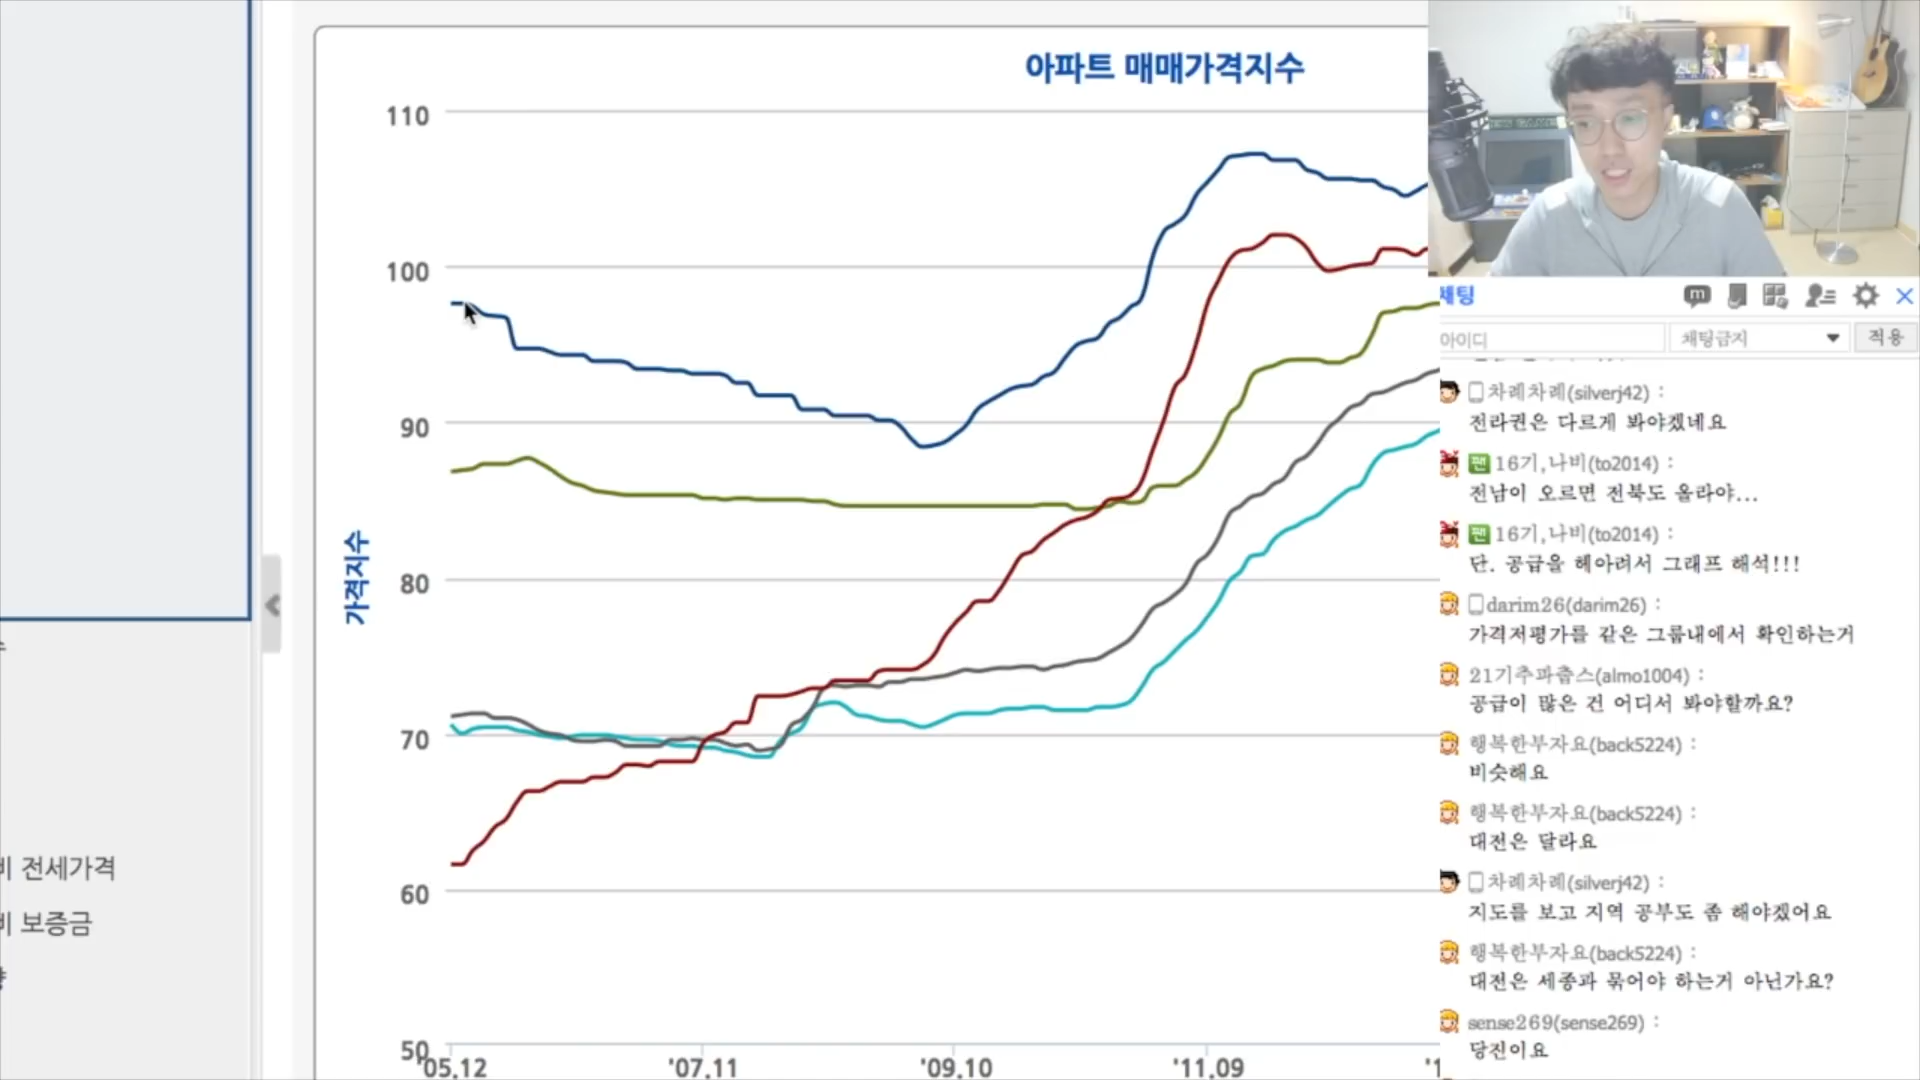 아파트 매매가격지수
110
100
90
80
70
60
50
가격지수
'05.12
'07.11
'09.10
'11.09
'1
비 전세가격
비 보증금
채팅
아이디
채팅금지
적용
차례차례(silverj42) :
전라권은 다르게 봐야겠네요
팬 16기,나비(to2014) :
전남이 오르면 전북도 올라야...
팬 16기,나비(to2014) :
단. 공급을 헤아려서 그래프 해석!!!
darim26(darim26) :
가격저평가를 같은 그룹내에서 확인하는거
21기추파춥스(almo1004) :
공급이 많은 건 어디서 봐야할까요?
행복한부자요(back5224) :
비슷해요
행복한부자요(back5224) :
대전은 달라요
차례차례(silverj42) :
지도를 보고 지역 공부도 좀 해야겠어요
행복한부자요(back5224) :
대전은 세종과 묶어야 하는거 아닌가요?
sense269(sense269) :
당진이요